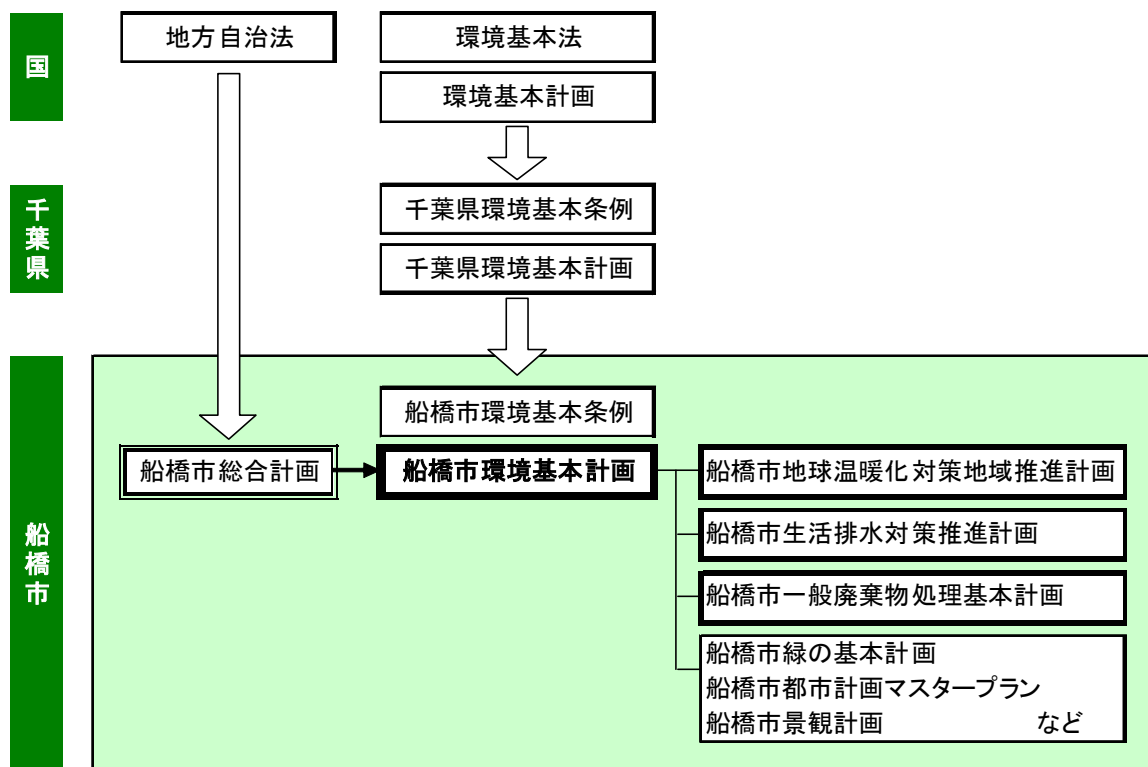 国
地方自治法
環境基本法
環境基本計画
千葉県
千葉県環境基本条例
千葉県環境基本計画
船橋市
船橋市環境基本条例
船橋市総合計画
船橋市環境基本計画
船橋市地球温暖化対策地域推進計画
船橋市生活排水対策推進計画
船橋市一般廃棄物処理基本計画
船橋市緑の基本計画
船橋市都市計画マスタープラン
船橋市景観計画 など